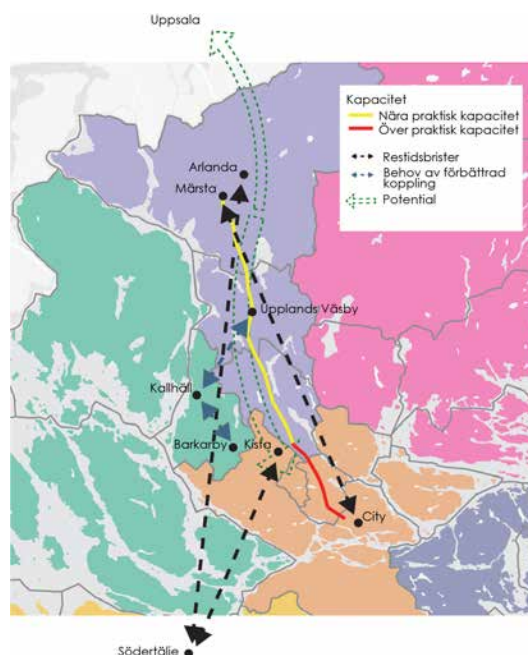 Uppsala
Kapacitet
Nära praktisk kapacitet
Över praktisk kapacitet
Restidsbrister
Behov av förbättrad
koppling
Potential
Arlanda
Märsta
Upplands Väsby
Kallhäll
Barkarby
Kista
City
Södertälje